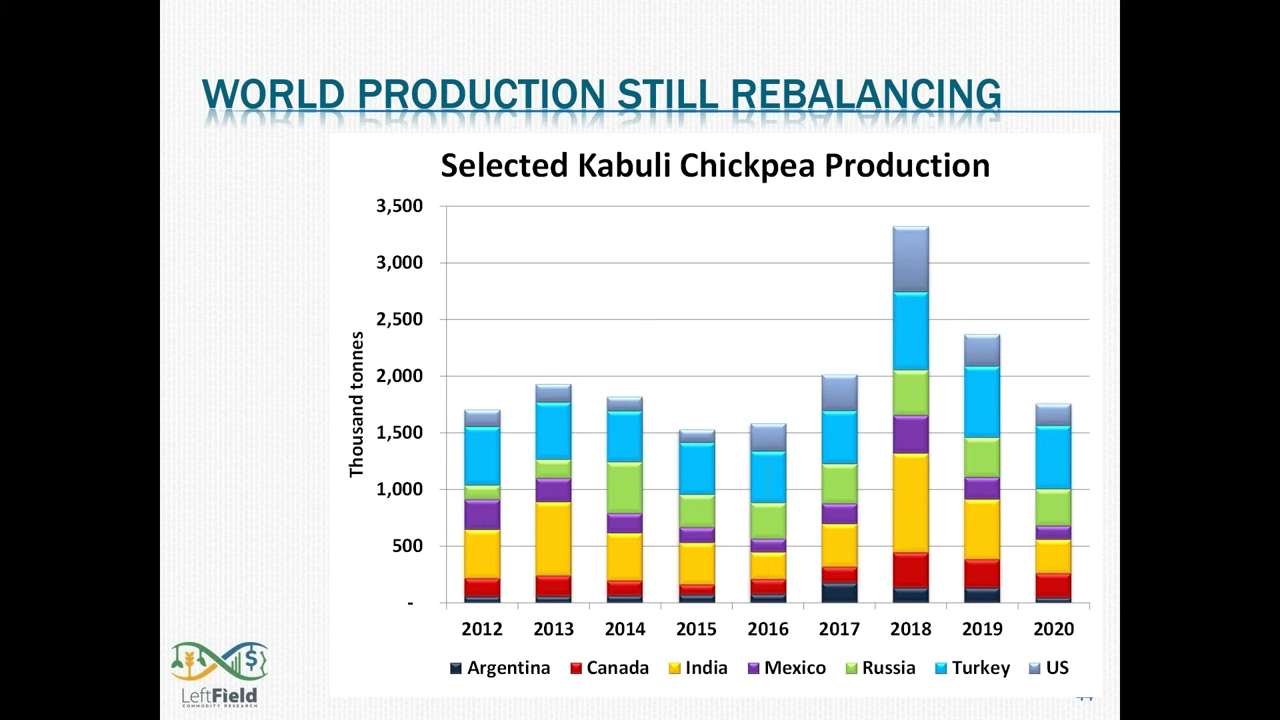 WORLD PRODUCTION STILL REBALANCING
Selected Kabuli Chickpea Production
Thousand tonnes
3,500
3,000
2,500
2,000
1,500
1,000
500
-
2012 2013 2014 2015 2016 2017 2018 2019 2020
Argentina Canada India Mexico Russia Turkey US
LeftField
COMMODITY RESEARCH